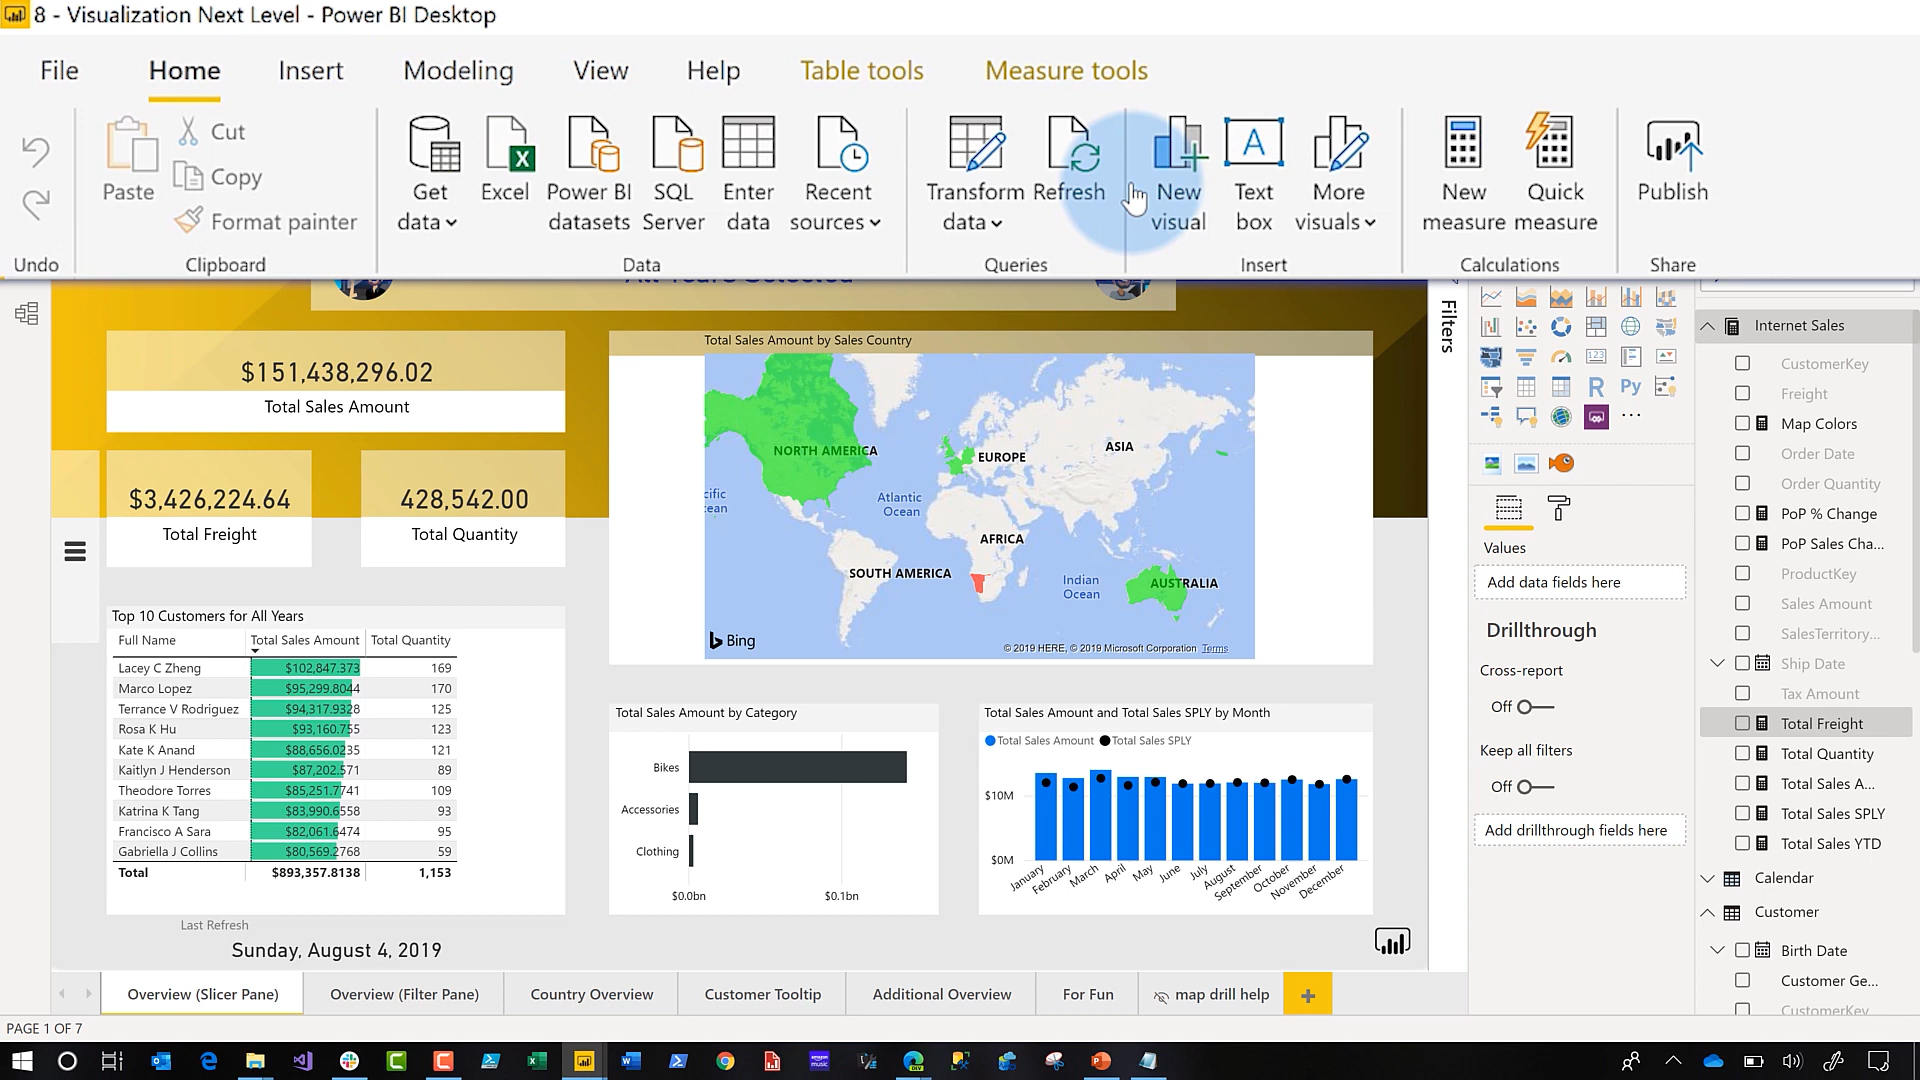 8 - Visualization Next Level - Power BI Desktop
File Home Insert Modeling View Help Table tools Measure tools
Paste Cut
Copy
Format painter
Get data
Excel
Power BI datasets
SQL Server
Enter data
Recent sources
Transform data
Refresh
New visual
Text box
More visuals
New measure
Quick measure
Publish
Undo Clipboard Data Queries Insert Calculations Share
All Years Selected
$151,438,296.02
Total Sales Amount
$3,426,224.64
Total Freight
428,542.00
Total Quantity
Top 10 Customers for All Years
Full Name Total Sales Amount Total Quantity
Lacey C Zheng $102,847.373 169
Marco Lopez $95,299.8044 170
Terrance V Rodriguez $94,317.9328 125
Rosa K Hu $93,160.755 123
Kate K Anand $88,656.0235 121
Kaitlyn J Henderson $87,202.571 89
Theodore Torres $85,251.7741 109
Katrina K Tang $83,990.6558 93
Francisco A Sara $82,061.6474 95
Gabriella J Collins $80,569.2768 59
Total $893,357.8138 1,153
Last Refresh
Sunday, August 4, 2019
Total Sales Amount by Sales Country
NORTH AMERICA
EUROPE
ASIA
Atlantic
Ocean
AFRICA
SOUTH AMERICA
Indian
Ocean
AUSTRALIA
Bing
© 2019 HERE, © 2019 Microsoft Corporation Terms
Total Sales Amount by Category
Bikes
Accessories
Clothing
$0.0bn $0.1bn
Total Sales Amount and Total Sales SPLY by Month
Total Sales Amount Total Sales SPLY
$10M
$0M
January February March April May June July August September October November December
Filters
R Py
123
Values
Add data fields here
Drillthrough
Cross-report
Off
Keep all filters
Off
Add drillthrough fields here
Internet Sales
CustomerKey
Freight
Map Colors
Order Date
Order Quantity
PoP % Change
PoP Sales Cha...
ProductKey
Sales Amount
SalesTerritory...
Ship Date
Tax Amount
Total Freight
Total Quantity
Total Sales A...
Total Sales SPLY
Total Sales YTD
Calendar
Customer
Birth Date
Customer Ge...
CustomerKey
Overview (Slicer Pane) Overview (Filter Pane) Country Overview Customer Tooltip Additional Overview For Fun map drill help
PAGE 1 OF 7